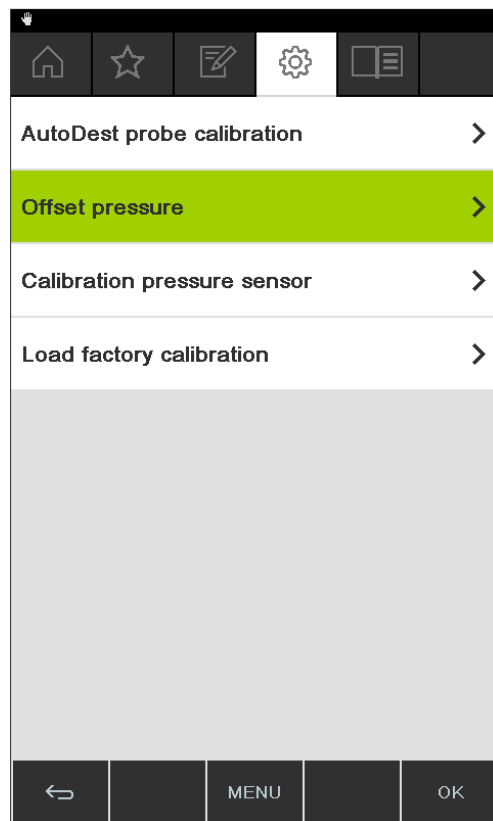 AutoDest probe calibration
Offset pressure
Calibration pressure sensor
Load factory calibration
MENU OK